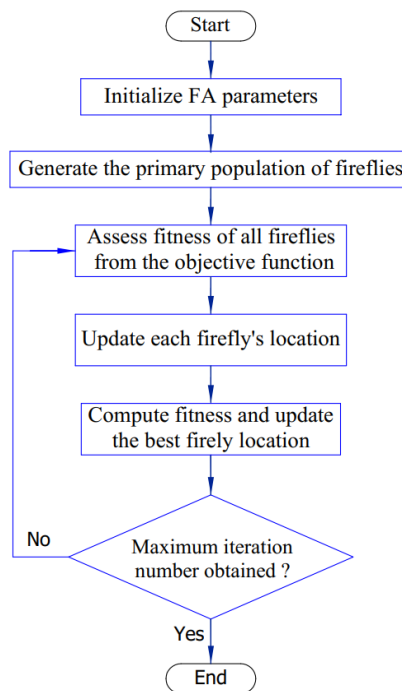 Start
Initialize FA parameters
Generate the primary population of fireflies
Assess fitness of all fireflies
from the objective function
Update each firefly's location
Compute fitness and update
the best firely location
Maximum iteration
number obtained ?
No
Yes
End